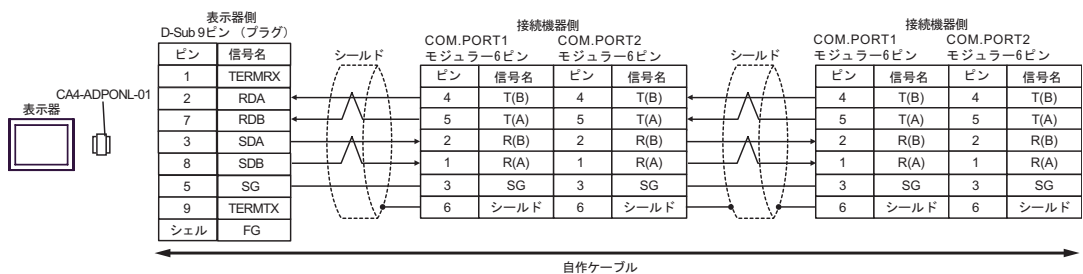 表示器側
D-Sub 9ピン （プラグ）
ピン 信号名
1 TERMRX
2 RDA
7 RDB
3 SDA
8 SDB
5 SG
9 TERMTX
シェル FG
表示器
CA4-ADPONL-01
シールド
接続機器側
COM.PORT1 COM.PORT2
モジュラー6ピン モジュラー6ピン
ピン 信号名 ピン 信号名
4 T(B) 4 T(B)
5 T(A) 5 T(A)
2 R(B) 2 R(B)
1 R(A) 1 R(A)
3 SG 3 SG
6 シールド 6 シールド
シールド
接続機器側
COM.PORT1 COM.PORT2
モジュラー6ピン モジュラー6ピン
ピン 信号名 ピン 信号名
4 T(B) 4 T(B)
5 T(A) 5 T(A)
2 R(B) 2 R(B)
1 R(A) 1 R(A)
3 SG 3 SG
6 シールド 6 シールド
自作ケーブル